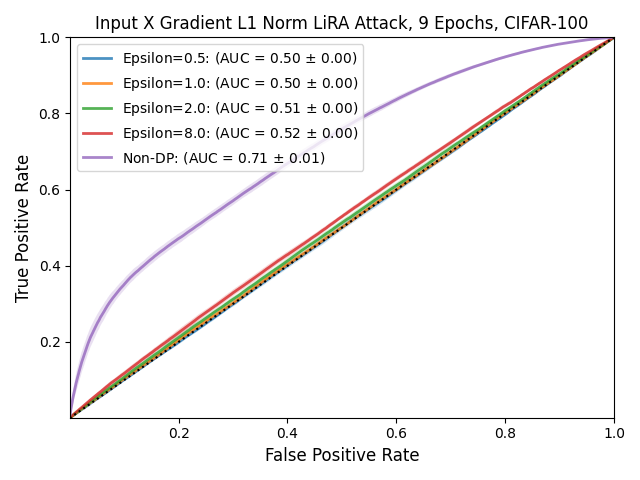 Input X Gradient L1 Norm LiRA Attack, 9 Epochs, CIFAR-100
1.0
0.8
0.6
0.4
0.2
True Positive Rate
Epsilon=0.5: (AUC = 0.50 ± 0.00)
Epsilon=1.0: (AUC = 0.50 ± 0.00)
Epsilon=2.0: (AUC = 0.51 ± 0.00)
Epsilon=8.0: (AUC = 0.52 ± 0.00)
Non-DP: (AUC = 0.71 ± 0.01)
0.2 0.4 0.6 0.8 1.0
False Positive Rate